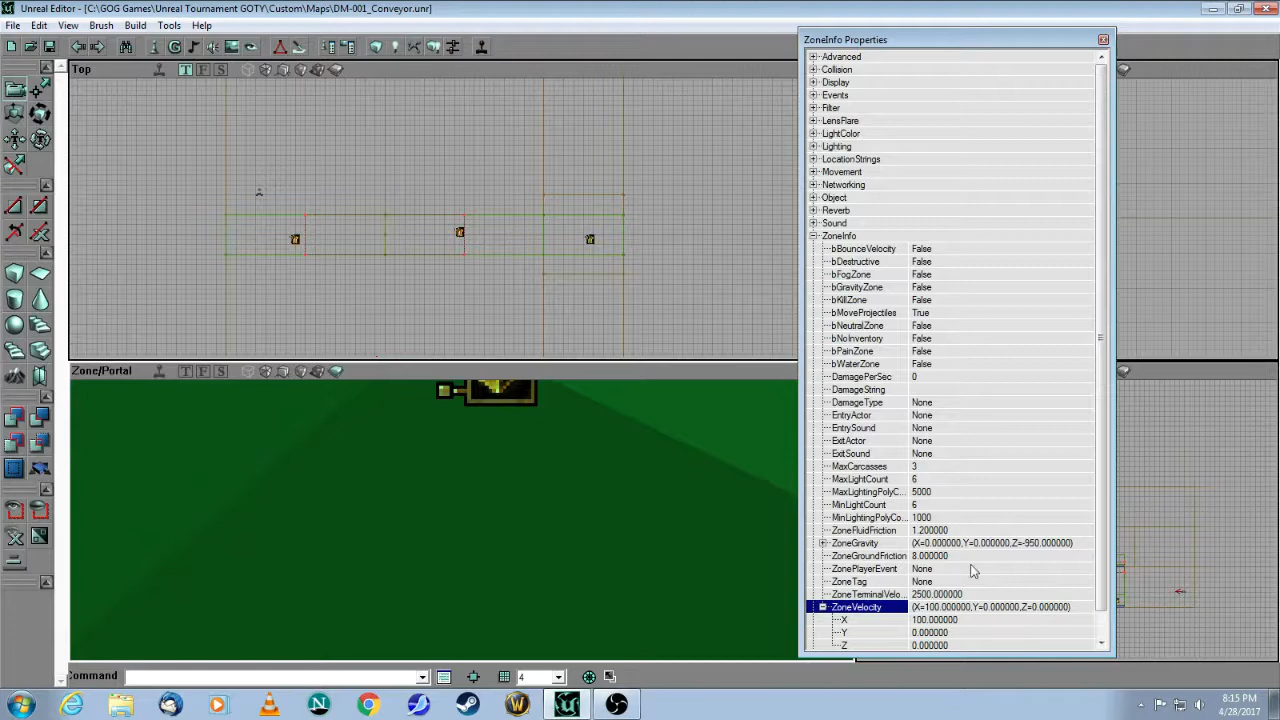 Unreal Editor - [C:\GOG Games\Unreal Tournament GOTY\Custom\Maps\DM-001_Conveyor.unr]
File Edit View Brush Build Tools Help
ZoneInfo Properties
Top
T F S
Advanced
Collision
Display
Events
Filter
LensFlare
LightColor
Lighting
LocationStrings
Movement
Networking
Object
Reverb
Sound
ZoneInfo
bBounceVelocity False
bDestructive False
bFogZone False
bGravityZone False
bKillZone False
bMoveProjectiles True
bNeutralZone False
bNoInventory False
bPainZone False
bWaterZone False
Zone/Portal
T F S
DamagePerSec 0
DamageString
DamageType None
EntryActor None
EntrySound None
ExitActor None
ExitSound None
MaxCarcasses 3
MaxLightCount 6
MaxLightingPolyC... 5000
MinLightCount 6
MinLightingPolyCo... 1000
ZoneFluidFriction 1.200000
ZoneGravity (X=0.000000,Y=0.000000,Z=-950.000000)
ZoneGroundFriction 8.000000
ZonePlayerEvent None
ZoneTag None
ZoneTerminalVelo... 2500.000000
ZoneVelocity (X=100.000000,Y=0.000000,Z=0.000000)
X 100.000000
Y 0.000000
Z 0.000000
Command
4
8:15 PM
4/28/2017